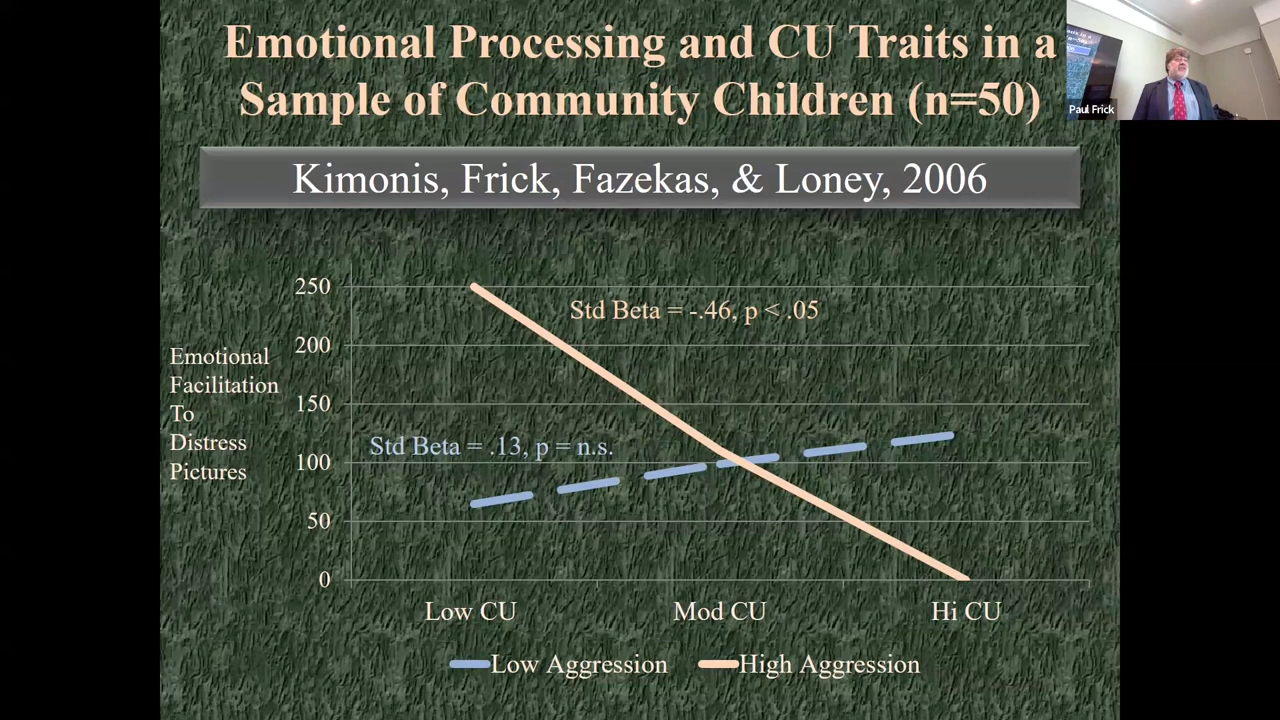 Emotional Processing and CU Traits in a
Sample of Community Children (n=50)
Paul Frick
Kimonis, Frick, Fazekas, & Loney, 2006
250
200
150
100
50
0
Emotional
Facilitation
To
Distress
Pictures
Std Beta = -.46, p < .05
Std Beta = .13, p = n.s.
Low CU
Mod CU
Hi CU
Low Aggression
High Aggression